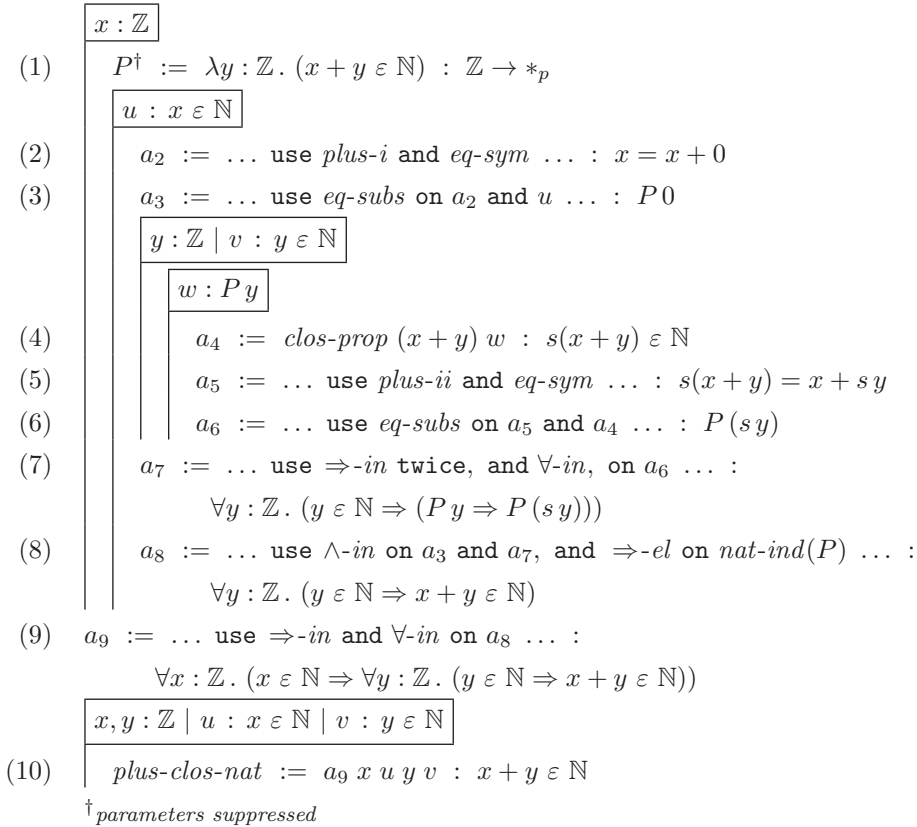 x : ℤ
(1) P† := λy : ℤ . (x + y ε ℕ) : ℤ → ∗ₚ
u : x ε ℕ
(2) a₂ := … use plus-i and eq-sym … : x = x + 0
(3) a₃ := … use eq-subs on a₂ and u … : P 0
y : ℤ | v : y ε ℕ
w : P y
(4) a₄ := clos-prop (x + y) w : s(x + y) ε ℕ
(5) a₅ := … use plus-ii and eq-sym … : s(x + y) = x + s y
(6) a₆ := … use eq-subs on a₅ and a₄ … : P (s y)
(7) a₇ := … use ⇒-in twice, and ∀-in, on a₆ … :
∀y : ℤ . (y ε ℕ ⇒ (P y ⇒ P (s y)))
(8) a₈ := … use ∧-in on a₃ and a₇, and ⇒-el on nat-ind(P) … :
∀y : ℤ . (y ε ℕ ⇒ x + y ε ℕ)
(9) a₉ := … use ⇒-in and ∀-in on a₈ … :
∀x : ℤ . (x ε ℕ ⇒ ∀y : ℤ . (y ε ℕ ⇒ x + y ε ℕ))
x, y : ℤ | u : x ε ℕ | v : y ε ℕ
(10) plus-clos-nat := a₉ x u y v : x + y ε ℕ
†parameters suppressed